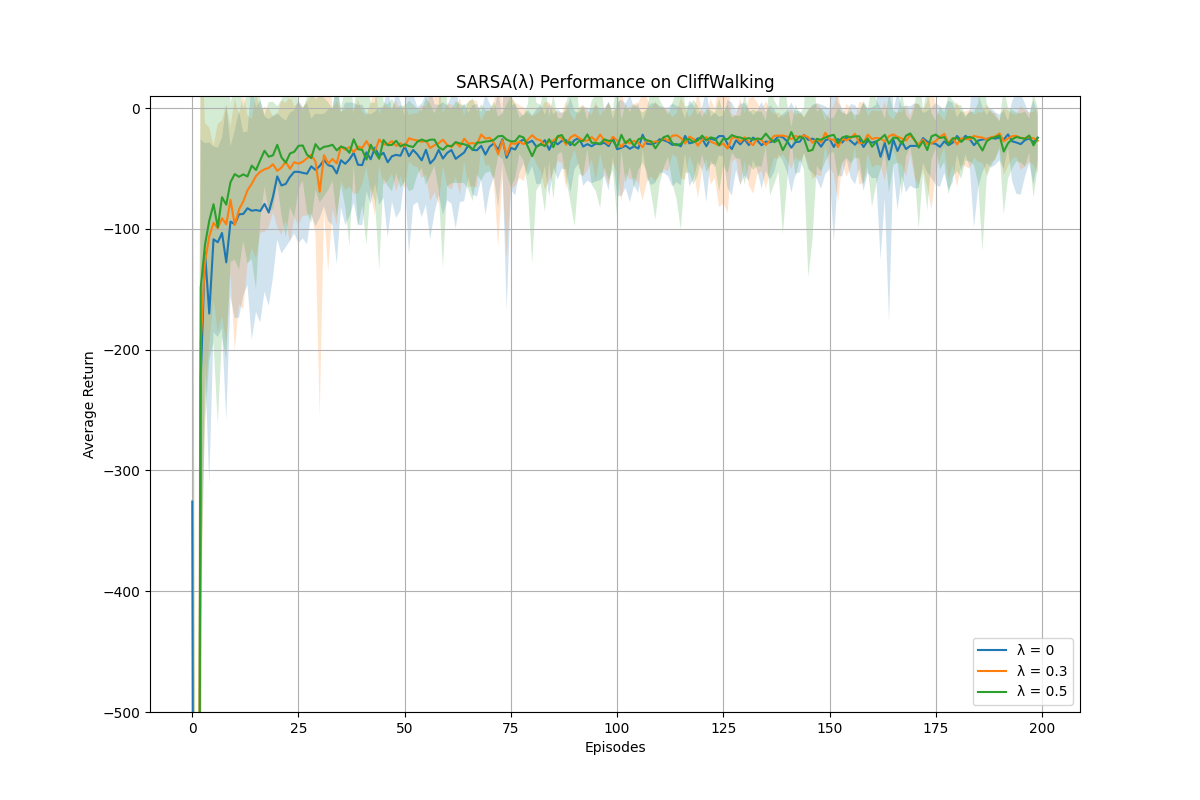 SARSA(λ) Performance on CliffWalking
Average Return
0
−100
−200
−300
−400
−500
0 25 50 75 100 125 150 175 200
Episodes
λ = 0
λ = 0.3
λ = 0.5